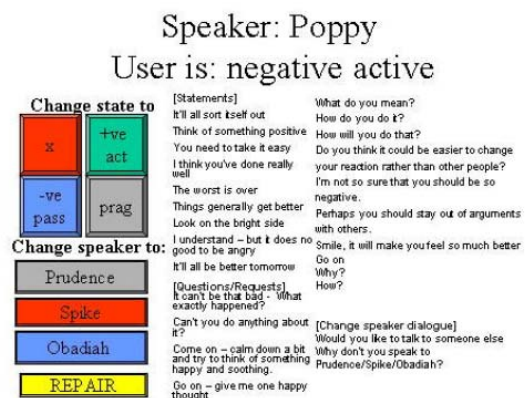 Speaker: Poppy
User is: negative active
Change state to
x
+ve
act
-ve
pass
prag
Change speaker to:
Prudence
Spike
Obadiah
REPAIR
[Statements]
It'll all sort itself out
Think of something positive
You need to take it easy
I think you've done really
well
The worst is over
Things generally get better
Look on the bright side
I understand – but it does no
good to be angry
It'll all be better tomorrow
[Questions/Requests]
It can't be that bad - What
exactly happened?
Can't you do anything about
it?
Come on – calm down a bit
and try to think of something
happy and soothing.
Go on – give me one happy
thought
What do you mean?
How do you do it?
How will you do that?
Do you think it could be easier to change
your reaction rather than other people?
I'm not so sure that you should be so
negative.
Perhaps you should stay out of arguments
with others.
Smile, it will make you feel so much better
Go on
Why?
How?
[Change speaker dialogue]
Would you like to talk to someone else
Why don't you speak to
Prudence/Spike/Obadiah?